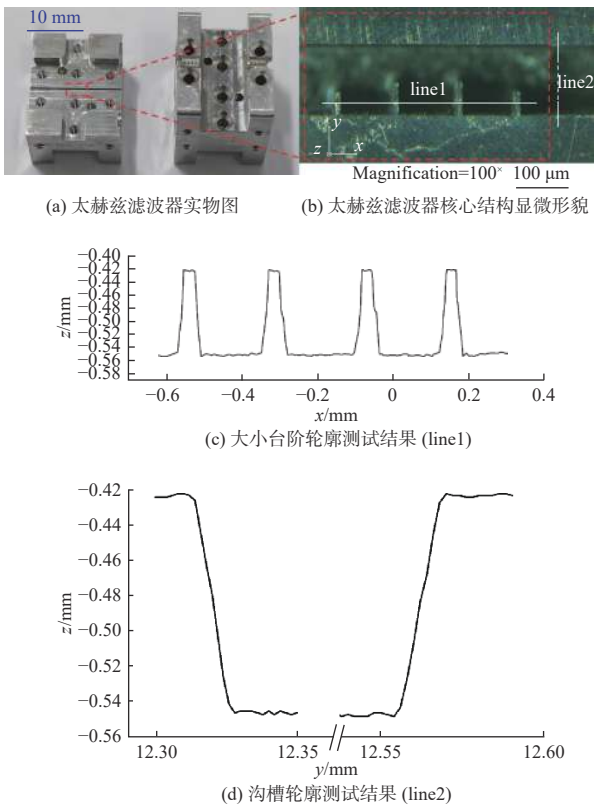 10 mm
line1
line2
y
z
x
Magnification=100× 100 μm
(a) 太赫兹滤波器实物图
(b) 太赫兹滤波器核心结构显微形貌
−0.40
−0.42
−0.44
−0.48
−0.51
−0.54
−0.56
−0.58
z/mm
−0.6 −0.4 −0.2 0 0.2 0.4
x/mm
(c) 大小台阶轮廓测试结果 (line1)
−0.42
−0.44
−0.46
−0.48
−0.50
−0.52
−0.54
−0.56
z/mm
12.30 12.35 12.55 12.60
y/mm
(d) 沟槽轮廓测试结果 (line2)